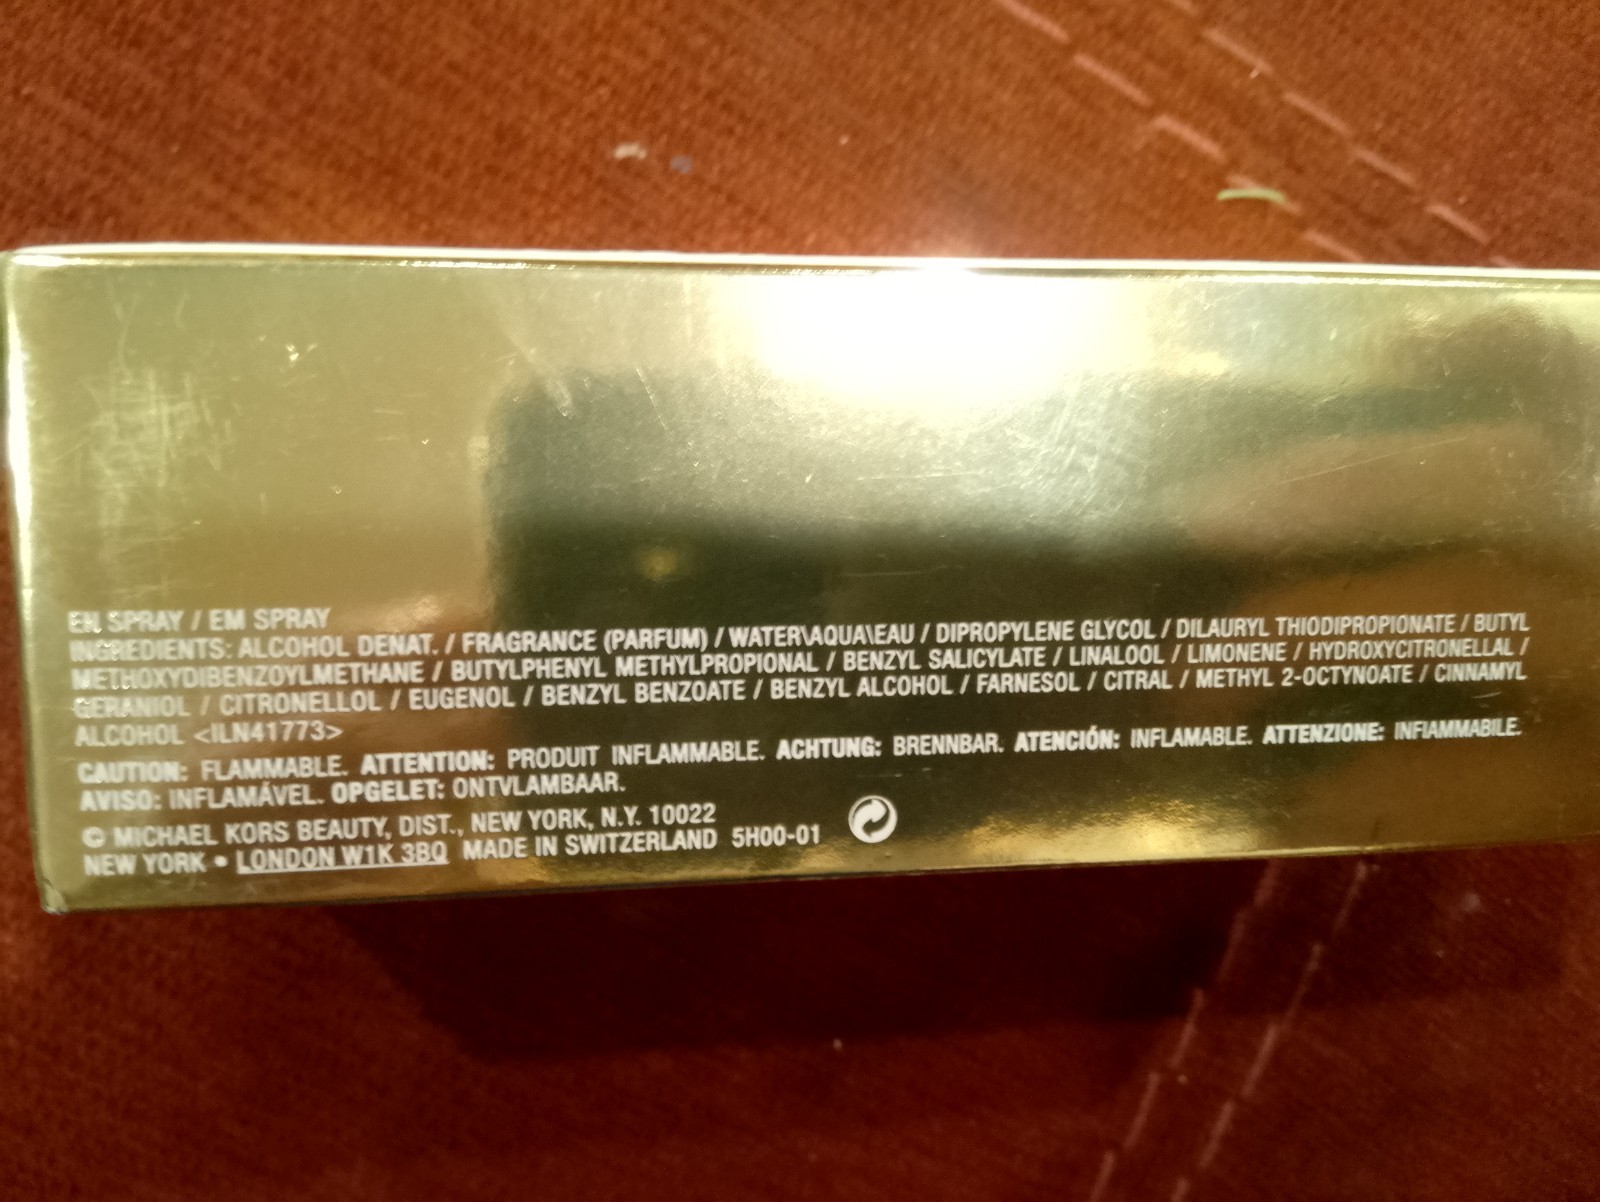 EN SPRAY / EM SPRAY
INGREDIENTS: ALCOHOL DENAT. / FRAGRANCE (PARFUM) / WATER\AQUA\EAU / DIPROPYLENE GLYCOL / DILAURYL THIODIPROPIONATE / BUTYL
METHOXYDIBENZOYLMETHANE / BUTYLPHENYL METHYLPROPIONAL / BENZYL SALICYLATE / LINALOOL / LIMONENE / HYDROXYCITRONELLAL /
GERANIOL / CITRONELLOL / EUGENOL / BENZYL BENZOATE / BENZYL ALCOHOL / FARNESOL / CITRAL / METHYL 2-OCTYNOATE / CINNAMYL
ALCOHOL <ILN41773>
CAUTION: FLAMMABLE. ATTENTION: PRODUIT INFLAMMABLE. ACHTUNG: BRENNBAR. ATENCIÓN: INFLAMABLE. ATTENZIONE: INFIAMMABILE.
AVISO: INFLAMÁVEL. OPGELET: ONTVLAMBAAR.
© MICHAEL KORS BEAUTY, DIST., NEW YORK, N.Y. 10022
NEW YORK • LONDON W1K 3BQ MADE IN SWITZERLAND 5H00-01